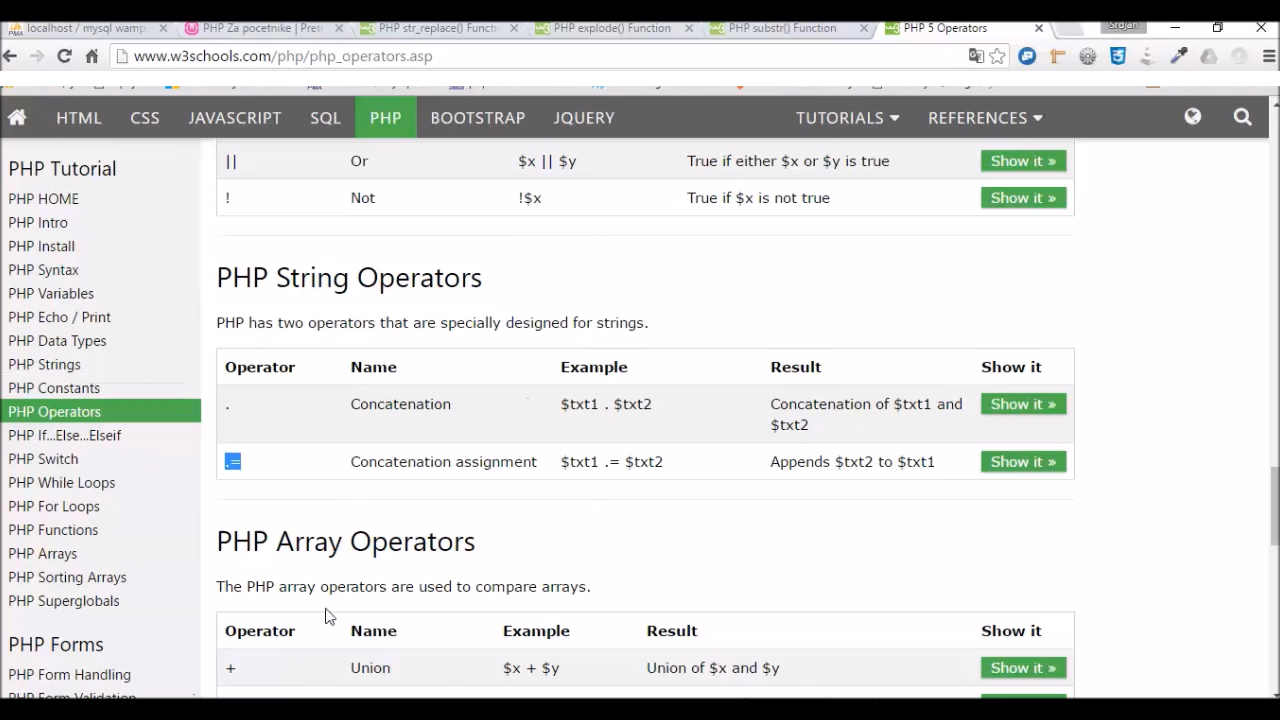 localhost / mysql wamp
PHP Za pocetnike | Preti
PHP str_replace() Functi
PHP explode() Function
PHP substr() Function
PHP 5 Operators
Srdjan
www.w3schools.com/php/php_operators.asp
HTML CSS JAVASCRIPT SQL PHP BOOTSTRAP JQUERY TUTORIALS REFERENCES
PHP Tutorial
PHP HOME
PHP Intro
PHP Install
PHP Syntax
PHP Variables
PHP Echo / Print
PHP Data Types
PHP Strings
PHP Constants
PHP Operators
PHP If...Else...Elseif
PHP Switch
PHP While Loops
PHP For Loops
PHP Functions
PHP Arrays
PHP Sorting Arrays
PHP Superglobals
PHP Forms
PHP Form Handling
PHP Form Validation
|| Or $x || $y True if either $x or $y is true Show it »
! Not !$x True if $x is not true Show it »
PHP String Operators
PHP has two operators that are specially designed for strings.
Operator Name Example Result Show it
. Concatenation $txt1 . $txt2 Concatenation of $txt1 and Show it »
$txt2
.= Concatenation assignment $txt1 .= $txt2 Appends $txt2 to $txt1 Show it »
PHP Array Operators
The PHP array operators are used to compare arrays.
Operator Name Example Result Show it
+ Union $x + $y Union of $x and $y Show it »